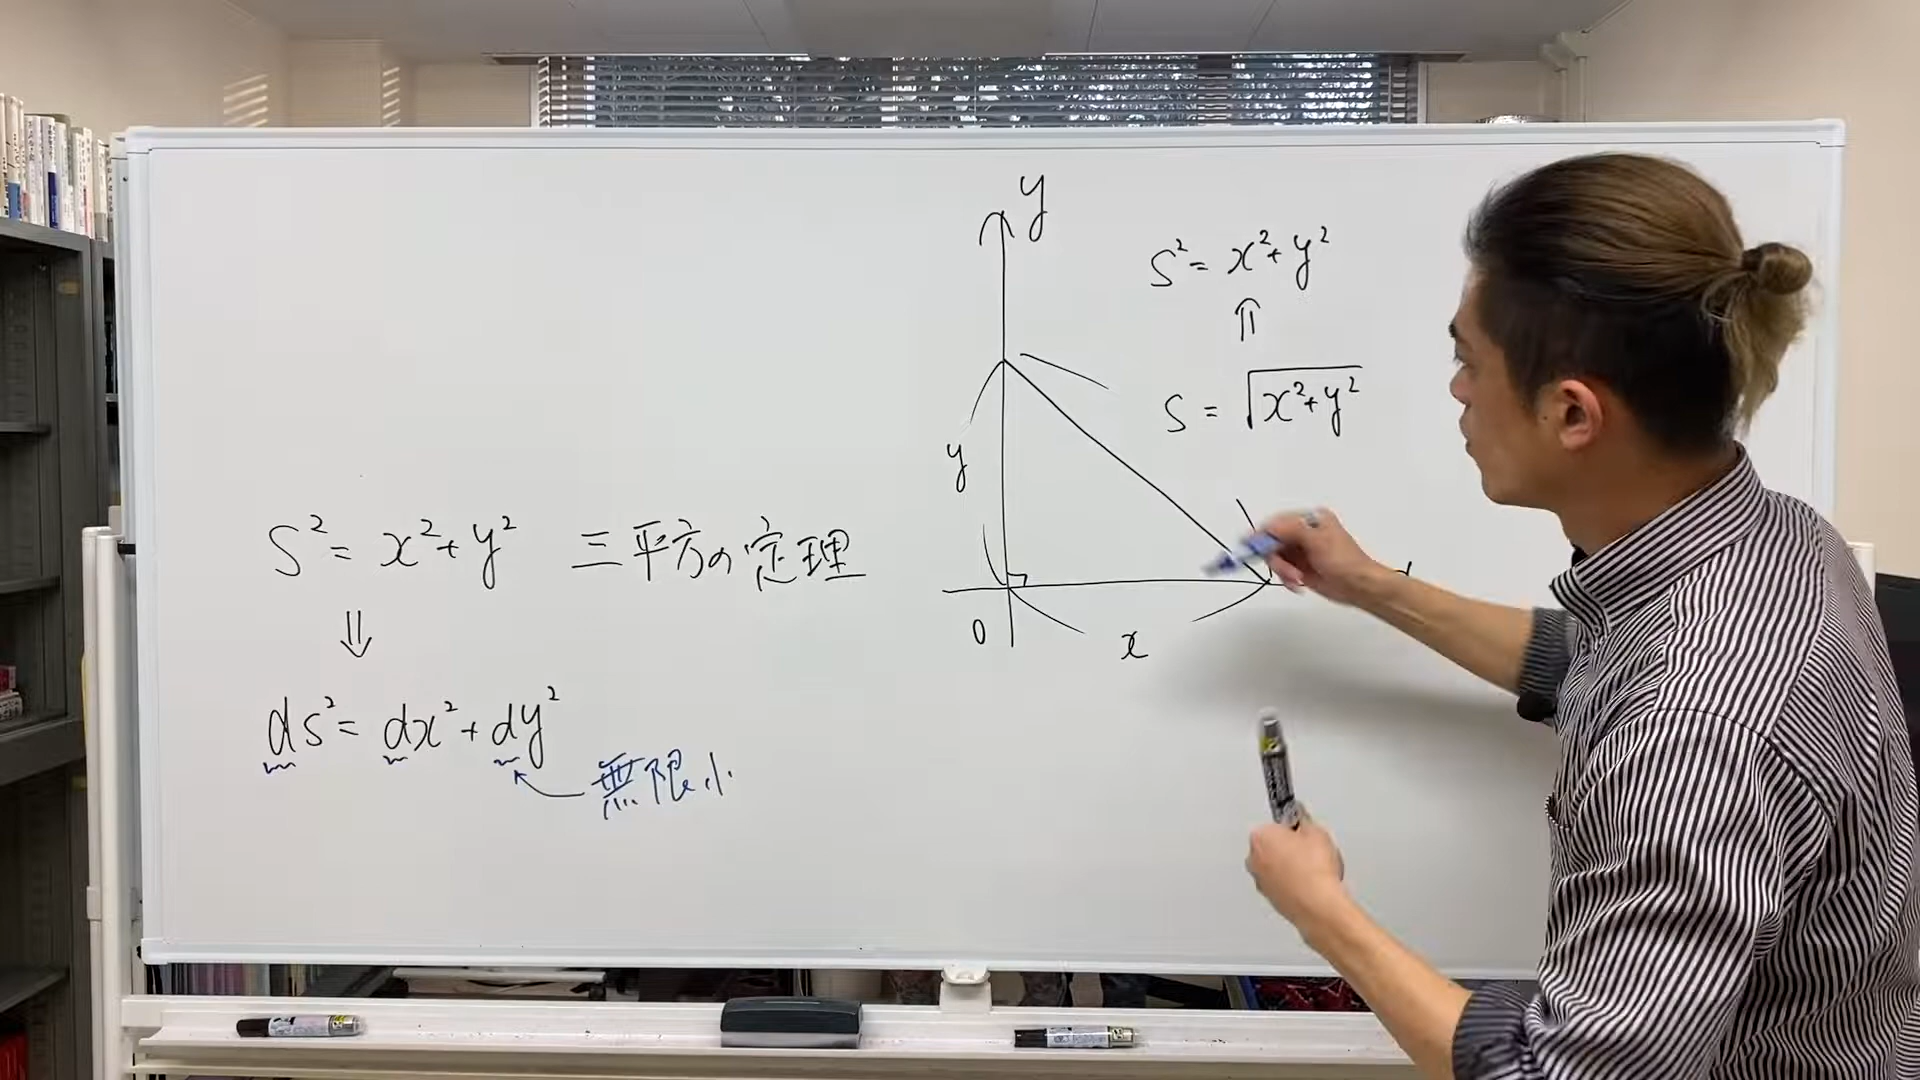 S² = x² + y² 三平方の定理
⇓
ds² = dx² + dy²
無限小
y
S² = x² + y²
⇑
S = √x² + y²
y
0
x